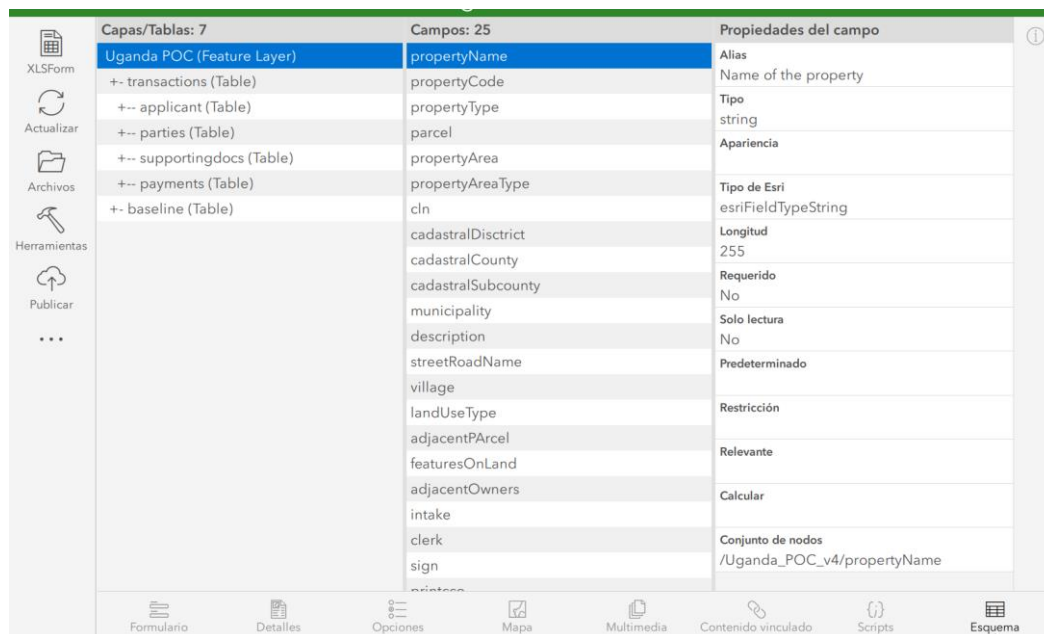 XLSForm
Actualizar
Archivos
Herramientas
Publicar
Capas/Tablas: 7
Uganda POC (Feature Layer)
+- transactions (Table)
+-- applicant (Table)
+-- parties (Table)
+-- supportingdocs (Table)
+-- payments (Table)
+- baseline (Table)
Campos: 25
propertyName
propertyCode
propertyType
parcel
propertyArea
propertyAreaType
cln
cadastralDisctrict
cadastralCounty
cadastralSubcounty
municipality
description
streetRoadName
village
landUseType
adjacentPArcel
featuresOnLand
adjacentOwners
intake
clerk
sign
Propiedades del campo
Alias
Name of the property
Tipo
string
Apariencia
Tipo de Esri
esriFieldTypeString
Longitud
255
Requerido
No
Solo lectura
No
Predeterminado
Restricción
Relevante
Calcular
Conjunto de nodos
/Uganda_POC_v4/propertyName
Formulario
Detalles
Opciones
Mapa
Multimedia
Contenido vinculado
Scripts
Esquema